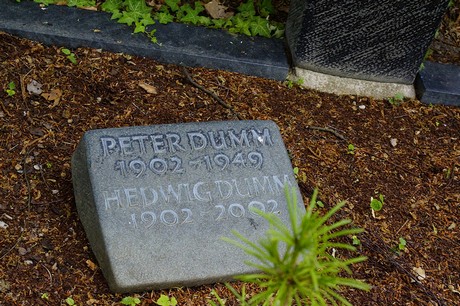 PETER DUMM
1902-1949
HEDWIG DUMM
1902-2002